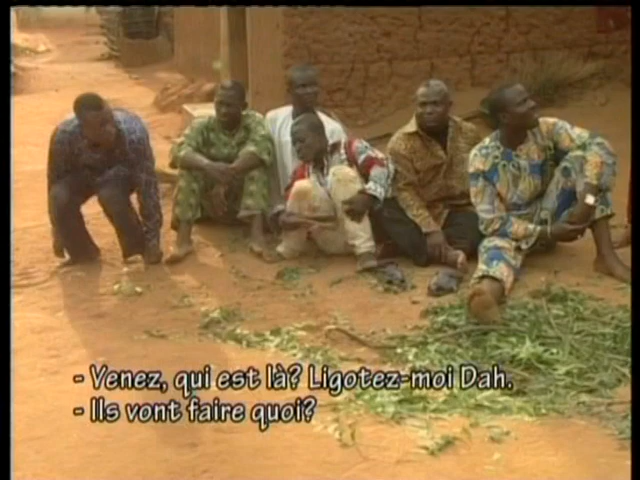 - Venez, qui est là? Ligotez-moi Dah.
- Ils vont faire quoi?